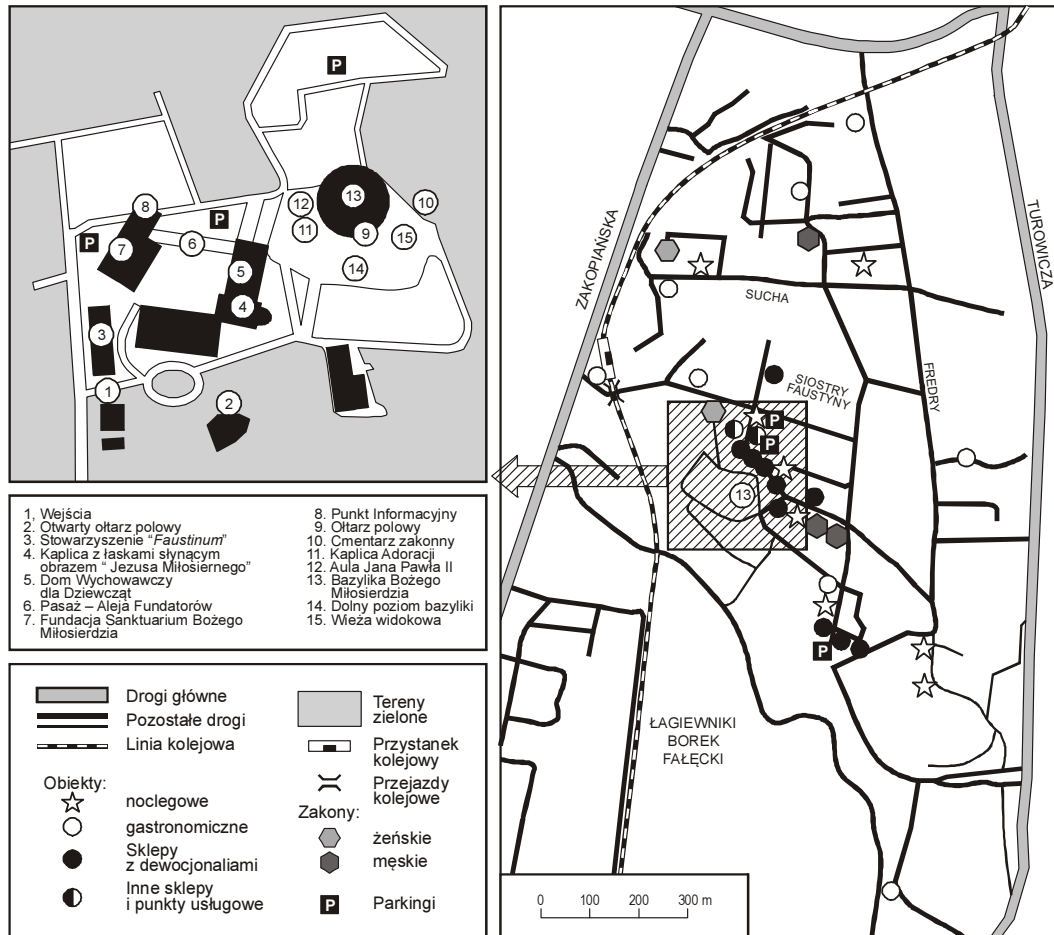 P
13
12
11
10
9
15
14
8
P
P
7
6
5
4
3
1
2
1, Wejścia
2. Otwarty ołtarz polowy
3. Stowarzyszenie “Faustinum”
4. Kaplica z łaskami słynącym
obrazem “ Jezusa Miłosiernego”
5. Dom Wychowawczy
dla Dziewcząt
6. Pasaż – Aleja Fundatorów
7. Fundacja Sanktuarium Bożego
Miłosierdzia
8. Punkt Informacyjny
9. Ołtarz polowy
10. Cmentarz zakonny
11. Kaplica Adoracji
12. Aula Jana Pawła II
13. Bazylika Bożego
Miłosierdzia
14. Dolny poziom bazyliki
15. Wieża widokowa
Drogi główne
Pozostałe drogi
Linia kolejowa
Obiekty:
noclegowe
gastronomiczne
Sklepy
z dewocjonaliami
Inne sklepy
i punkty usługowe
Tereny
zielone
Przystanek
kolejowy
Przejazdy
kolejowe
Zakony:
żeńskie
męskie
P
Parkingi
ZAKOPIAŃSKA
TUROWICZA
SUCHA
FREDRY
SIOSTRY
FAUSTYNY
P
P
13
P
ŁAGIEWNIKI
BOREK
FAŁĘCKI
0 100 200 300 m